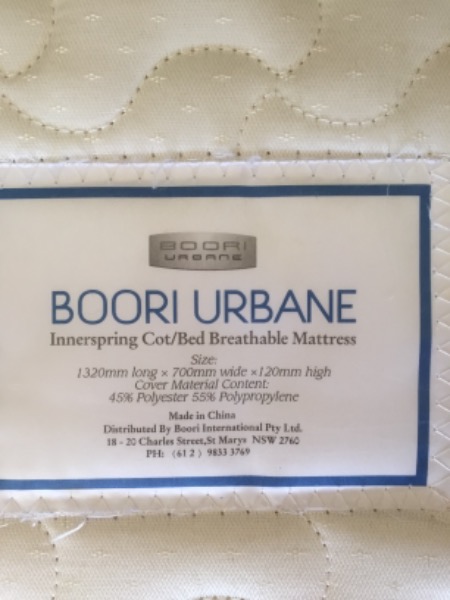 BOORI
URBANE
BOORI URBANE
Innerspring Cot/Bed Breathable Mattress
Size:
1320mm long × 700mm wide ×120mm high
Cover Material Content:
45% Polyester 55% Polypropylene
Made in China
Distributed By Boori International Pty Ltd.
18 - 20 Charles Street,St Marys NSW 2760
PH: (61 2) 9833 3769